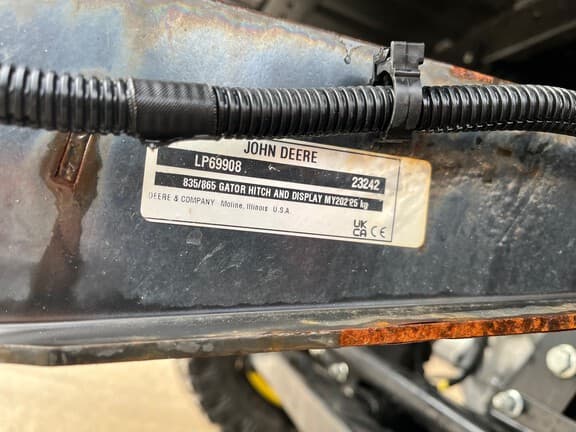 JOHN DEERE
LP69908 23242
835/865 GATOR HITCH AND DISPLAY MY202 25 kg
DEERE & COMPANY Moline, Illinois U.S.A.
UK
CA CE